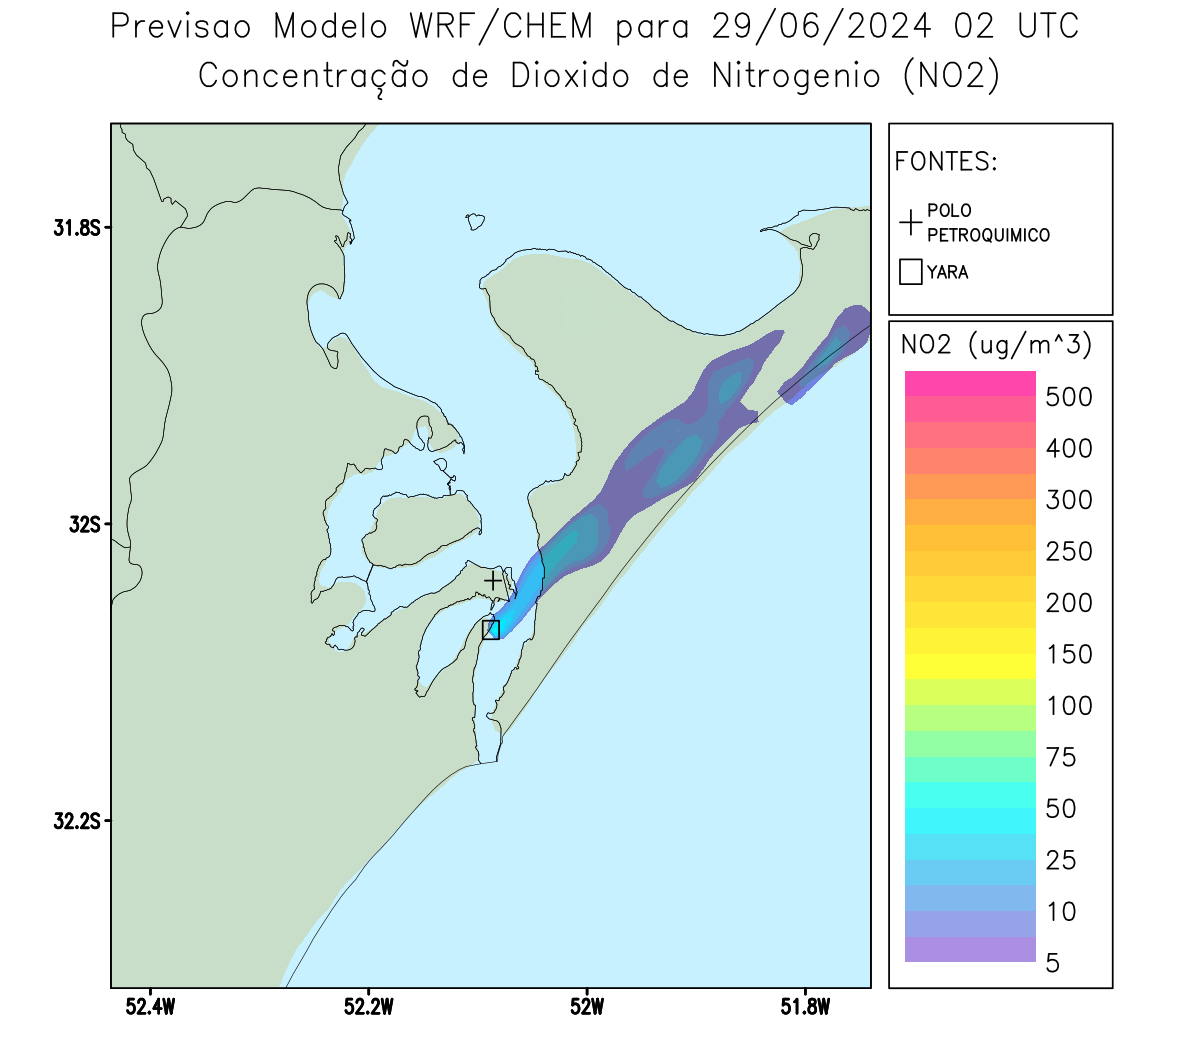 Previsao Modelo WRF/CHEM para 29/06/2024 02 UTC
Concentração de Dioxido de Nitrogenio (NO2)
FONTES:
POLO
PETROQUIMICO
YARA
31.8S
32S
32.2S
52.4W
52.2W
52W
51.8W
NO2 (ug/m^3)
500
400
300
250
200
150
100
75
50
25
10
5